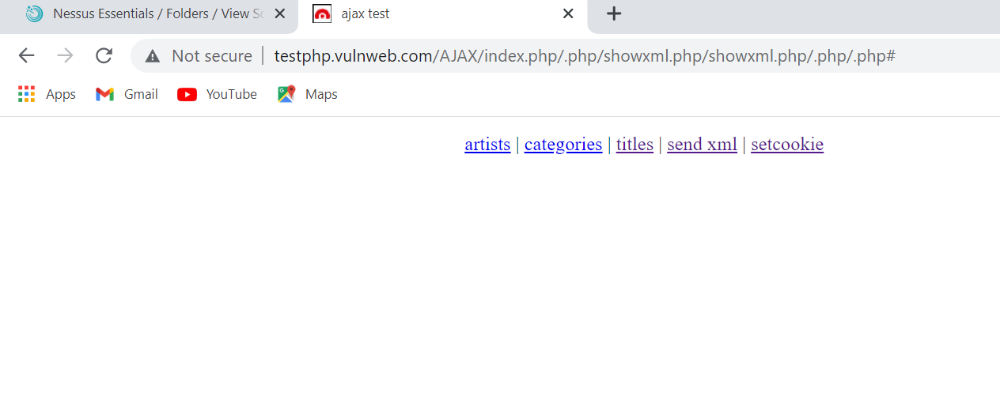 Nessus Essentials / Folders / View Sc ajax test
Not secure testphp.vulnweb.com/AJAX/index.php/.php/showxml.php/showxml.php/.php/.php#
Apps Gmail YouTube Maps
artists | categories | titles | send xml | setcookie